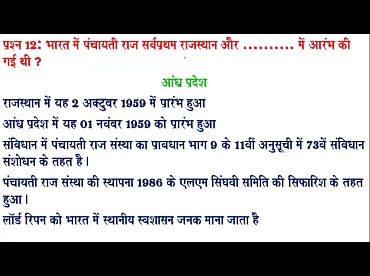 प्रश्न 12: भारत में पंचायती राज सर्वप्रथम राजस्थान और .......... में आरंभ की
गई थी ?
आंध्र प्रदेश
राजस्थान में यह 2 अक्टूबर 1959 में प्रारंभ हुआ
आंध्र प्रदेश में यह 01 नवंबर 1959 को प्रारंभ हुआ
संविधान में पंचायती राज संस्था का प्रावधान भाग 9 के 11वीं अनुसूची में 73वें संविधान
संशोधन के तहत है।
पंचायती राज संस्था की स्थापना 1986 के एलएम सिंघवी समिति की सिफारिश के तहत
हुआ।
लॉर्ड रिपन को भारत में स्थानीय स्वशासन जनक माना जाता है